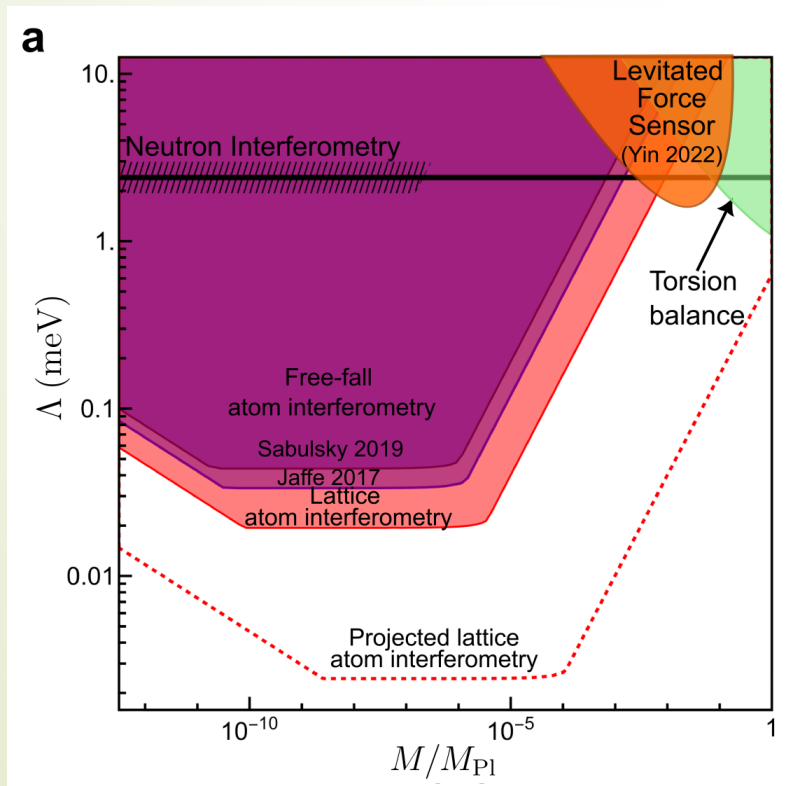 a
10.
1.
0.1
0.01
Λ (meV)
Levitated
Force
Sensor
(Yin 2022)
Neutron Interferometry
Torsion
balance
Free-fall
atom interferometry
Sabulsky 2019
Jaffe 2017
Lattice
atom interferometry
Projected lattice
atom interferometry
10⁻¹⁰
10⁻⁵
1
M/M_Pl